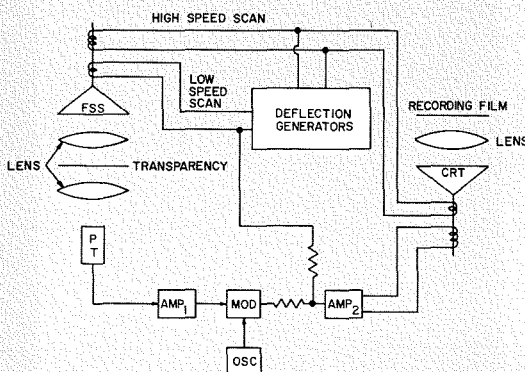 HIGH SPEED SCAN
LOW
SPEED
SCAN
FSS
DEFLECTION
GENERATORS
RECORDING FILM
LENS
CRT
LENS
TRANSPARENCY
P
T
AMP1
MOD
AMP2
OSC